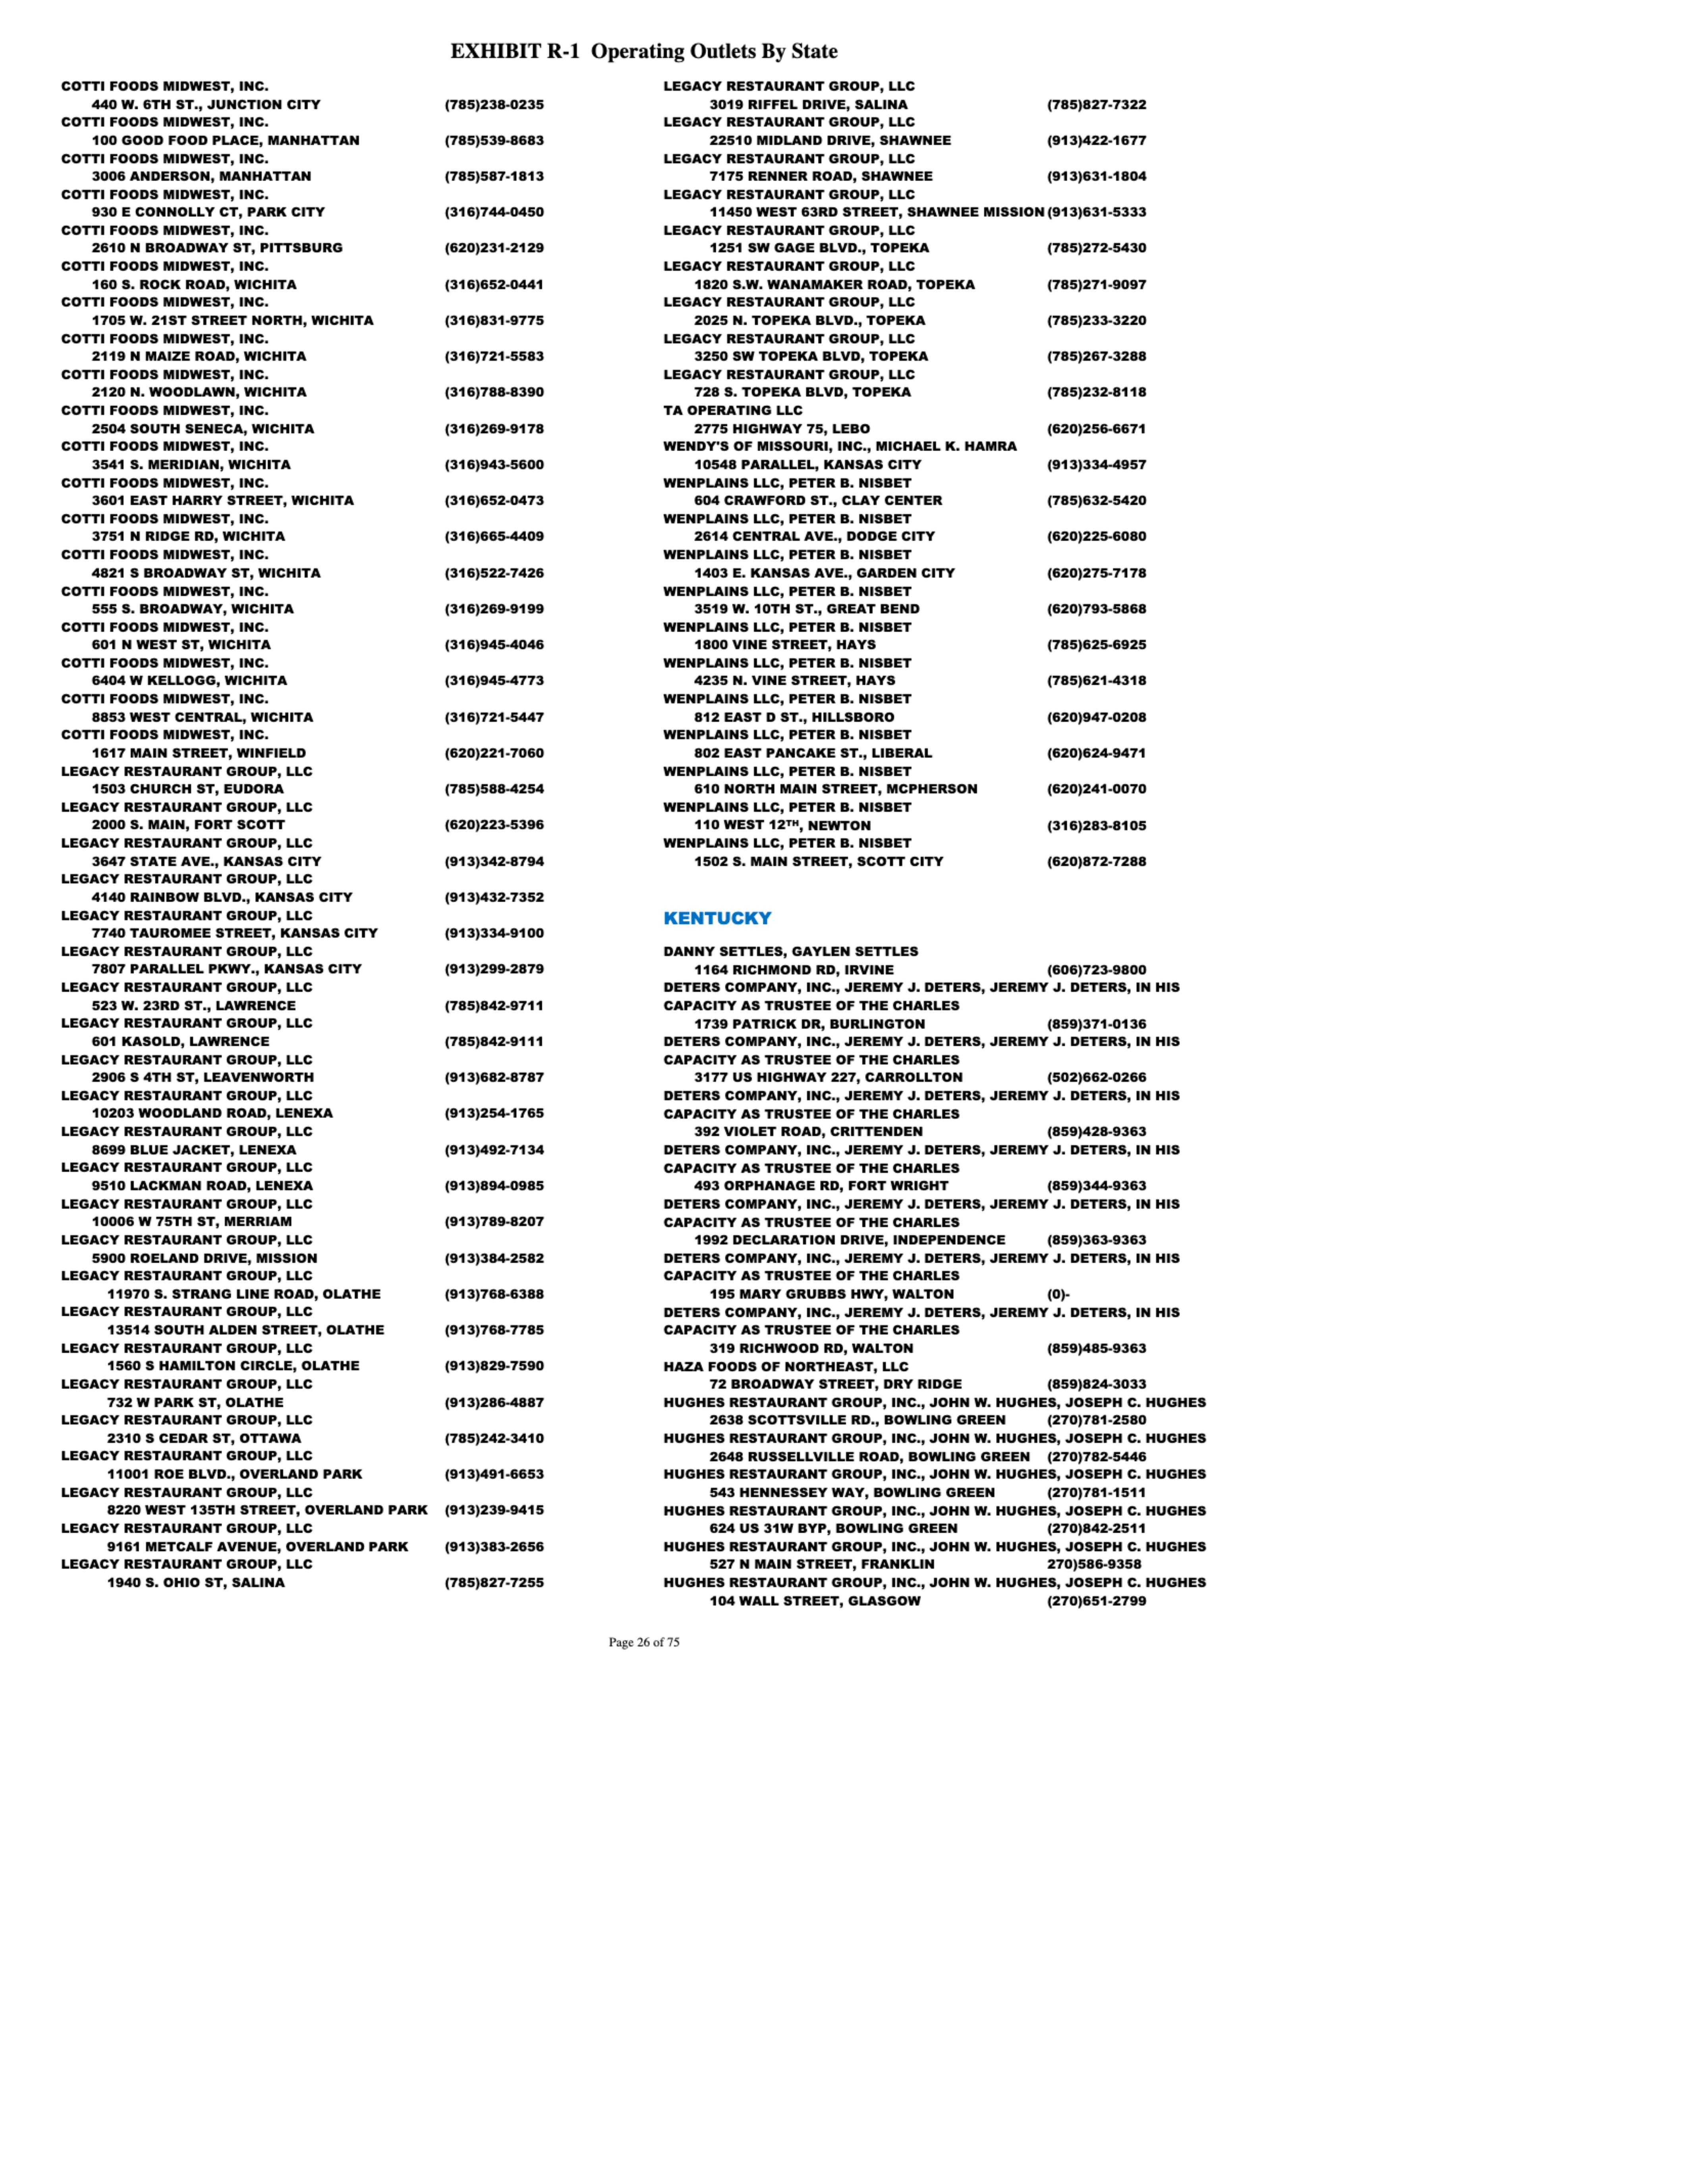 EXHIBIT R-1 Operating Outlets By State
COTTI FOODS MIDWEST, INC.
440 W. 6TH ST., JUNCTION CITY (785)238-0235
COTTI FOODS MIDWEST, INC.
100 GOOD FOOD PLACE, MANHATTAN (785)539-8683
COTTI FOODS MIDWEST, INC.
3006 ANDERSON, MANHATTAN (785)587-1813
COTTI FOODS MIDWEST, INC.
930 E CONNOLLY CT, PARK CITY (316)744-0450
COTTI FOODS MIDWEST, INC.
2610 N BROADWAY ST, PITTSBURG (620)231-2129
COTTI FOODS MIDWEST, INC.
160 S. ROCK ROAD, WICHITA (316)652-0441
COTTI FOODS MIDWEST, INC.
1705 W. 21ST STREET NORTH, WICHITA (316)831-9775
COTTI FOODS MIDWEST, INC.
2119 N MAIZE ROAD, WICHITA (316)721-5583
COTTI FOODS MIDWEST, INC.
2120 N. WOODLAWN, WICHITA (316)788-8390
COTTI FOODS MIDWEST, INC.
2504 SOUTH SENECA, WICHITA (316)269-9178
COTTI FOODS MIDWEST, INC.
3541 S. MERIDIAN, WICHITA (316)943-5600
COTTI FOODS MIDWEST, INC.
3601 EAST HARRY STREET, WICHITA (316)652-0473
COTTI FOODS MIDWEST, INC.
3751 N RIDGE RD, WICHITA (316)665-4409
COTTI FOODS MIDWEST, INC.
4821 S BROADWAY ST, WICHITA (316)522-7426
COTTI FOODS MIDWEST, INC.
555 S. BROADWAY, WICHITA (316)269-9199
COTTI FOODS MIDWEST, INC.
601 N WEST ST, WICHITA (316)945-4046
COTTI FOODS MIDWEST, INC.
6404 W KELLOGG, WICHITA (316)945-4773
COTTI FOODS MIDWEST, INC.
8853 WEST CENTRAL, WICHITA (316)721-5447
COTTI FOODS MIDWEST, INC.
1617 MAIN STREET, WINFIELD (620)221-7060
LEGACY RESTAURANT GROUP, LLC
1503 CHURCH ST, EUDORA (785)588-4254
LEGACY RESTAURANT GROUP, LLC
2000 S. MAIN, FORT SCOTT (620)223-5396
LEGACY RESTAURANT GROUP, LLC
3647 STATE AVE., KANSAS CITY (913)342-8794
LEGACY RESTAURANT GROUP, LLC
4140 RAINBOW BLVD., KANSAS CITY (913)432-7352
LEGACY RESTAURANT GROUP, LLC
7740 TAUROMEE STREET, KANSAS CITY (913)334-9100
LEGACY RESTAURANT GROUP, LLC
7807 PARALLEL PKWY., KANSAS CITY (913)299-2879
LEGACY RESTAURANT GROUP, LLC
523 W. 23RD ST., LAWRENCE (785)842-9711
LEGACY RESTAURANT GROUP, LLC
601 KASOLD, LAWRENCE (785)842-9111
LEGACY RESTAURANT GROUP, LLC
2906 S 4TH ST, LEAVENWORTH (913)682-8787
LEGACY RESTAURANT GROUP, LLC
10203 WOODLAND ROAD, LENEXA (913)254-1765
LEGACY RESTAURANT GROUP, LLC
8699 BLUE JACKET, LENEXA (913)492-7134
LEGACY RESTAURANT GROUP, LLC
9510 LACKMAN ROAD, LENEXA (913)894-0985
LEGACY RESTAURANT GROUP, LLC
10006 W 75TH ST, MERRIAM (913)789-8207
LEGACY RESTAURANT GROUP, LLC
5900 ROELAND DRIVE, MISSION (913)384-2582
LEGACY RESTAURANT GROUP, LLC
11970 S. STRANG LINE ROAD, OLATHE (913)768-6388
LEGACY RESTAURANT GROUP, LLC
13514 SOUTH ALDEN STREET, OLATHE (913)768-7785
LEGACY RESTAURANT GROUP, LLC
1560 S HAMILTON CIRCLE, OLATHE (913)829-7590
LEGACY RESTAURANT GROUP, LLC
732 W PARK ST, OLATHE (913)286-4887
LEGACY RESTAURANT GROUP, LLC
2310 S CEDAR ST, OTTAWA (785)242-3410
LEGACY RESTAURANT GROUP, LLC
11001 ROE BLVD., OVERLAND PARK (913)491-6653
LEGACY RESTAURANT GROUP, LLC
8220 WEST 135TH STREET, OVERLAND PARK (913)239-9415
LEGACY RESTAURANT GROUP, LLC
9161 METCALF AVENUE, OVERLAND PARK (913)383-2656
LEGACY RESTAURANT GROUP, LLC
1940 S. OHIO ST, SALINA (785)827-7255
LEGACY RESTAURANT GROUP, LLC
3019 RIFFEL DRIVE, SALINA (785)827-7322
LEGACY RESTAURANT GROUP, LLC
22510 MIDLAND DRIVE, SHAWNEE (913)422-1677
LEGACY RESTAURANT GROUP, LLC
7175 RENNER ROAD, SHAWNEE (913)631-1804
LEGACY RESTAURANT GROUP, LLC
11450 WEST 63RD STREET, SHAWNEE MISSION (913)631-5333
LEGACY RESTAURANT GROUP, LLC
1251 SW GAGE BLVD., TOPEKA (785)272-5430
LEGACY RESTAURANT GROUP, LLC
1820 S.W. WANAMAKER ROAD, TOPEKA (785)271-9097
LEGACY RESTAURANT GROUP, LLC
2025 N. TOPEKA BLVD., TOPEKA (785)233-3220
LEGACY RESTAURANT GROUP, LLC
3250 SW TOPEKA BLVD, TOPEKA (785)267-3288
LEGACY RESTAURANT GROUP, LLC
728 S. TOPEKA BLVD, TOPEKA (785)232-8118
TA OPERATING LLC
2775 HIGHWAY 75, LEBO (620)256-6671
WENDY'S OF MISSOURI, INC., MICHAEL K. HAMRA
10548 PARALLEL, KANSAS CITY (913)334-4957
WENPLAINS LLC, PETER B. NISBET
604 CRAWFORD ST., CLAY CENTER (785)632-5420
WENPLAINS LLC, PETER B. NISBET
2614 CENTRAL AVE., DODGE CITY (620)225-6080
WENPLAINS LLC, PETER B. NISBET
1403 E. KANSAS AVE., GARDEN CITY (620)275-7178
WENPLAINS LLC, PETER B. NISBET
3519 W. 10TH ST., GREAT BEND (620)793-5868
WENPLAINS LLC, PETER B. NISBET
1800 VINE STREET, HAYS (785)625-6925
WENPLAINS LLC, PETER B. NISBET
4235 N. VINE STREET, HAYS (785)621-4318
WENPLAINS LLC, PETER B. NISBET
812 EAST D ST., HILLSBORO (620)947-0208
WENPLAINS LLC, PETER B. NISBET
802 EAST PANCAKE ST., LIBERAL (620)624-9471
WENPLAINS LLC, PETER B. NISBET
610 NORTH MAIN STREET, MCPHERSON (620)241-0070
WENPLAINS LLC, PETER B. NISBET
110 WEST 12TH, NEWTON (316)283-8105
WENPLAINS LLC, PETER B. NISBET
1502 S. MAIN STREET, SCOTT CITY (620)872-7288
KENTUCKY
DANNY SETTLES, GAYLEN SETTLES
1164 RICHMOND RD, IRVINE (606)723-9800
DETERS COMPANY, INC., JEREMY J. DETERS, JEREMY J. DETERS, IN HIS
CAPACITY AS TRUSTEE OF THE CHARLES
1739 PATRICK DR, BURLINGTON (859)371-0136
DETERS COMPANY, INC., JEREMY J. DETERS, JEREMY J. DETERS, IN HIS
CAPACITY AS TRUSTEE OF THE CHARLES
3177 US HIGHWAY 227, CARROLLTON (502)662-0266
DETERS COMPANY, INC., JEREMY J. DETERS, JEREMY J. DETERS, IN HIS
CAPACITY AS TRUSTEE OF THE CHARLES
392 VIOLET ROAD, CRITTENDEN (859)428-9363
DETERS COMPANY, INC., JEREMY J. DETERS, JEREMY J. DETERS, IN HIS
CAPACITY AS TRUSTEE OF THE CHARLES
493 ORPHANAGE RD, FORT WRIGHT (859)344-9363
DETERS COMPANY, INC., JEREMY J. DETERS, JEREMY J. DETERS, IN HIS
CAPACITY AS TRUSTEE OF THE CHARLES
1992 DECLARATION DRIVE, INDEPENDENCE (859)363-9363
DETERS COMPANY, INC., JEREMY J. DETERS, JEREMY J. DETERS, IN HIS
CAPACITY AS TRUSTEE OF THE CHARLES
195 MARY GRUBBS HWY, WALTON (0)-
DETERS COMPANY, INC., JEREMY J. DETERS, JEREMY J. DETERS, IN HIS
CAPACITY AS TRUSTEE OF THE CHARLES
319 RICHWOOD RD, WALTON (859)485-9363
HAZA FOODS OF NORTHEAST, LLC
72 BROADWAY STREET, DRY RIDGE (859)824-3033
HUGHES RESTAURANT GROUP, INC., JOHN W. HUGHES, JOSEPH C. HUGHES
2638 SCOTTSVILLE RD., BOWLING GREEN (270)781-2580
HUGHES RESTAURANT GROUP, INC., JOHN W. HUGHES, JOSEPH C. HUGHES
2648 RUSSELLVILLE ROAD, BOWLING GREEN (270)782-5446
HUGHES RESTAURANT GROUP, INC., JOHN W. HUGHES, JOSEPH C. HUGHES
543 HENNESSEY WAY, BOWLING GREEN (270)781-1511
HUGHES RESTAURANT GROUP, INC., JOHN W. HUGHES, JOSEPH C. HUGHES
624 US 31W BYP, BOWLING GREEN (270)842-2511
HUGHES RESTAURANT GROUP, INC., JOHN W. HUGHES, JOSEPH C. HUGHES
527 N MAIN STREET, FRANKLIN 270)586-9358
HUGHES RESTAURANT GROUP, INC., JOHN W. HUGHES, JOSEPH C. HUGHES
104 WALL STREET, GLASGOW (270)651-2799
Page 26 of 75